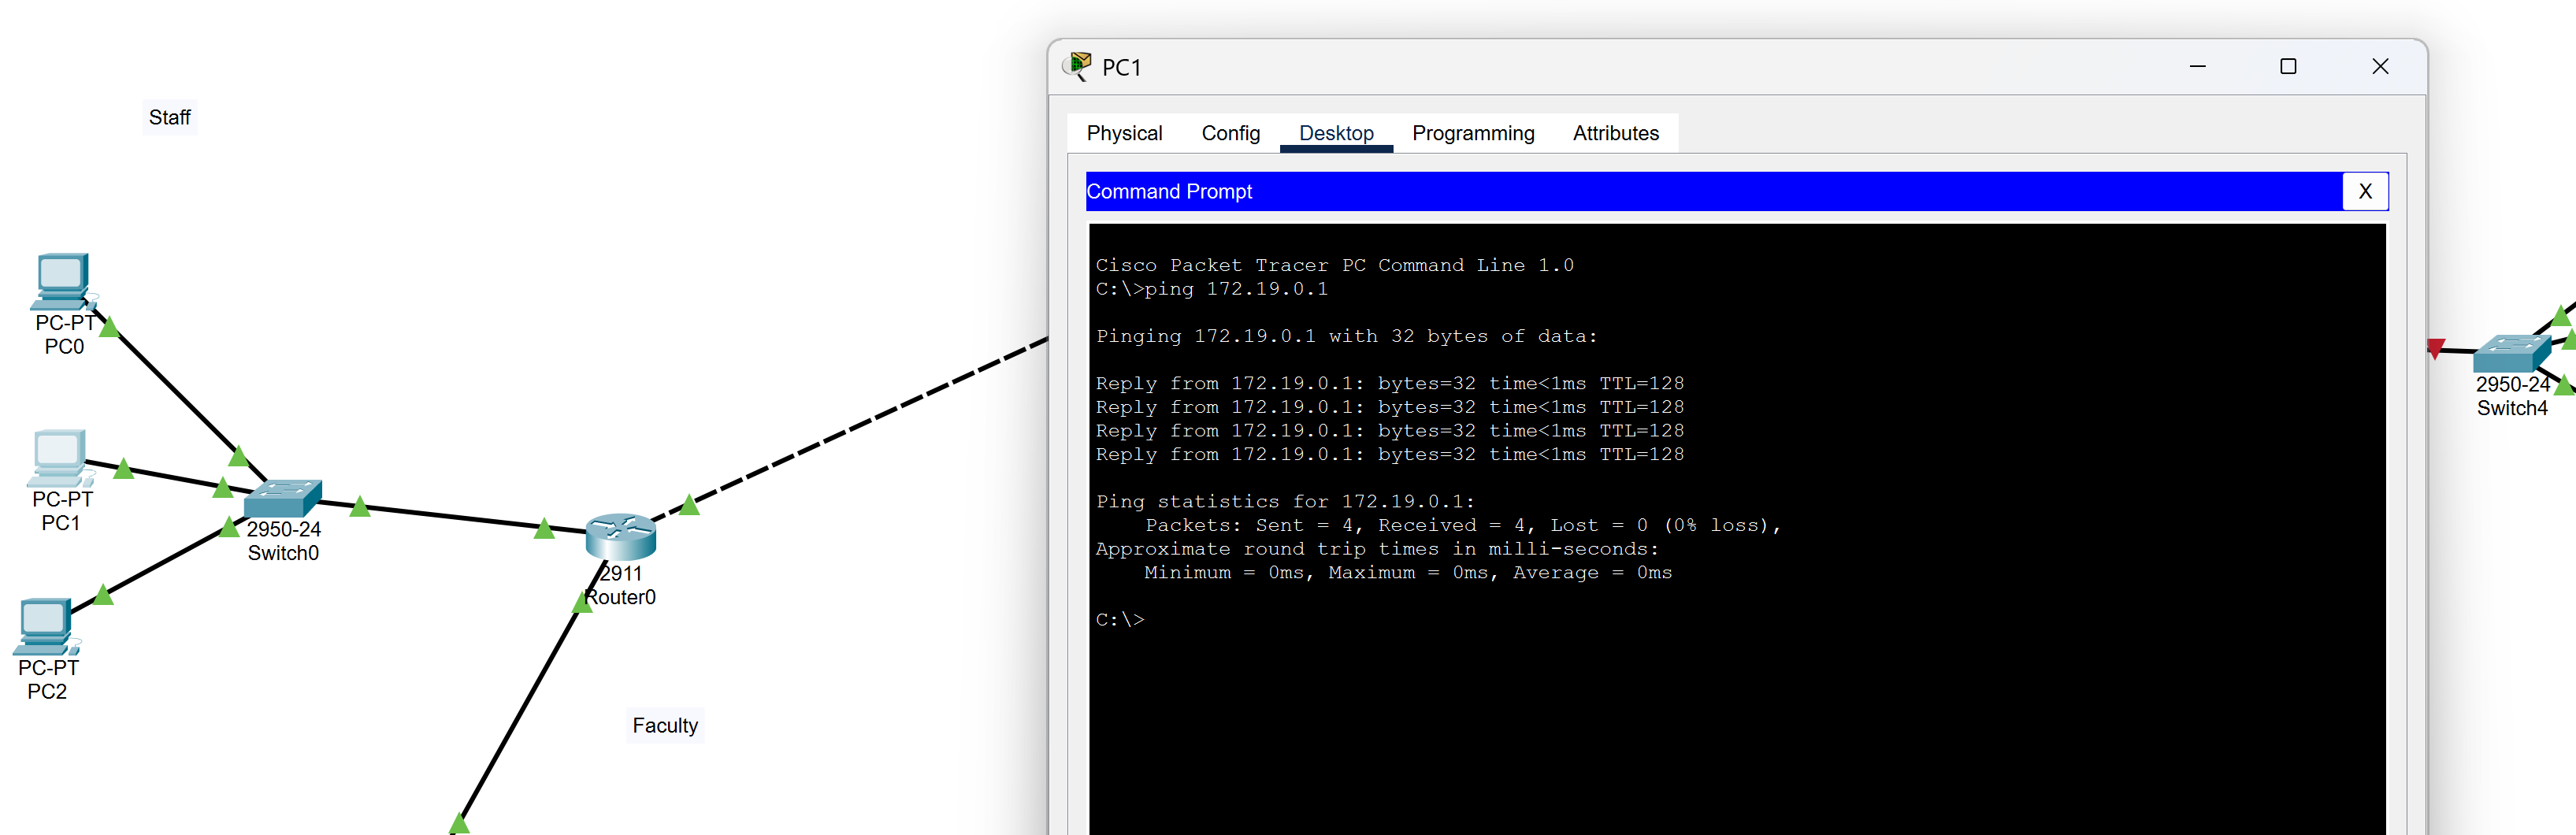 Staff
PC-PT
PC0
PC-PT
PC1
PC-PT
PC2
2950-24
Switch0
2911
Router0
Faculty
PC1
Physical Config Desktop Programming Attributes
Command Prompt X
Cisco Packet Tracer PC Command Line 1.0
C:\>ping 172.19.0.1
Pinging 172.19.0.1 with 32 bytes of data:
Reply from 172.19.0.1: bytes=32 time<1ms TTL=128
Reply from 172.19.0.1: bytes=32 time<1ms TTL=128
Reply from 172.19.0.1: bytes=32 time<1ms TTL=128
Reply from 172.19.0.1: bytes=32 time<1ms TTL=128
Ping statistics for 172.19.0.1:
Packets: Sent = 4, Received = 4, Lost = 0 (0% loss),
Approximate round trip times in milli-seconds:
Minimum = 0ms, Maximum = 0ms, Average = 0ms
C:\>
2950-24
Switch4